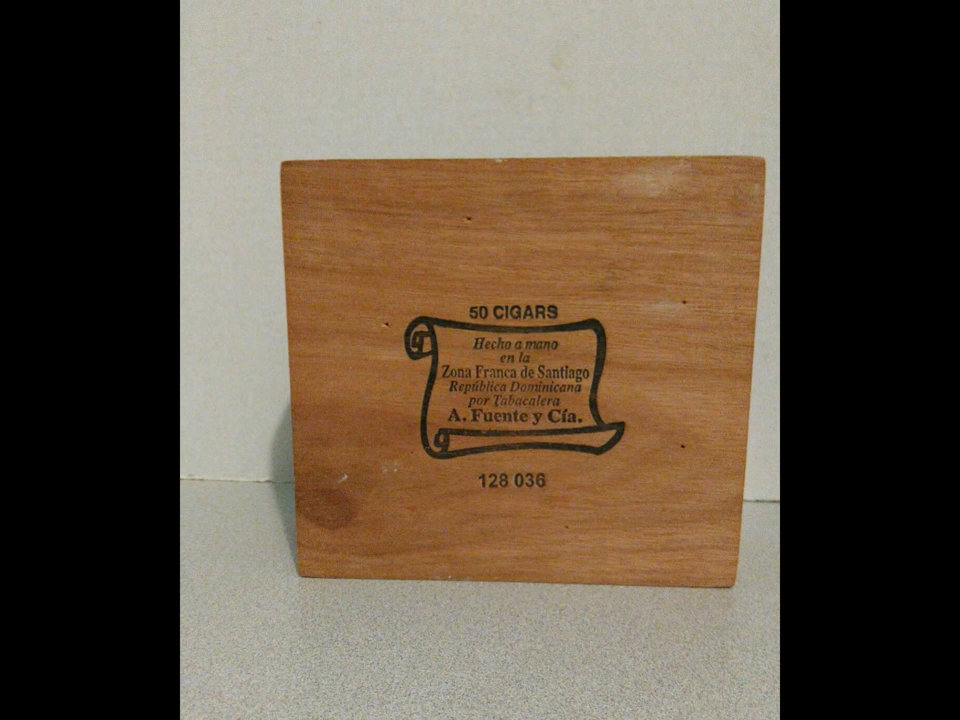 50 CIGARS
Hecho a mano
en la
Zona Franca de Santiago
República Dominicana
por Tabacalera
A. Fuente y Cía.
128 036